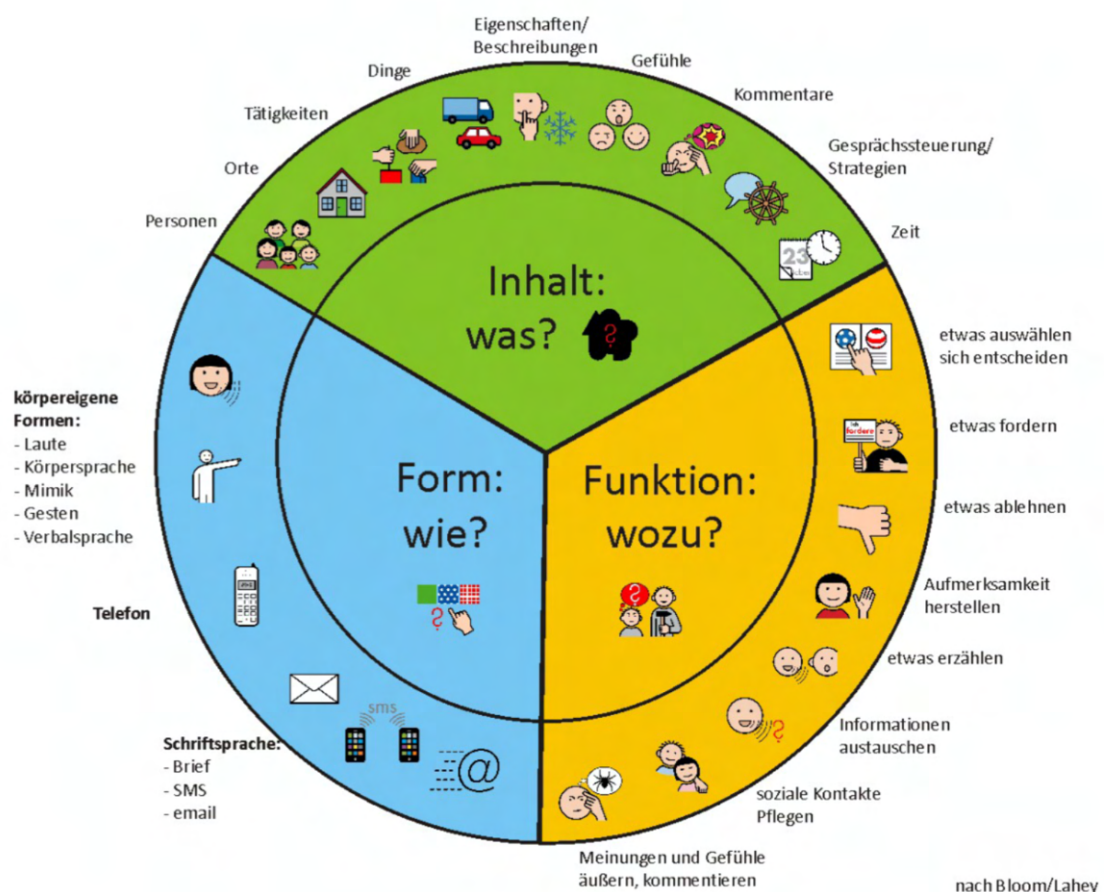 Eigenschaften/
Beschreibungen
Gefühle
Dinge
Kommentare
Tätigkeiten
Gesprächssteuerung/
Strategien
Orte
Personen
Zeit
23
Inhalt:
was?
?
etwas auswählen
sich entscheiden
körpereigene
Formen:
- Laute
- Körpersprache
- Mimik
- Gesten
- Verbalsprache
etwas fordern
fordern
Form:
wie?
?
Funktion:
wozu?
?
etwas ablehnen
Aufmerksamkeit
herstellen
Telefon
etwas erzählen
sms
Informationen
austauschen
?
Schriftsprache:
- Brief
- SMS
- email
@
soziale Kontakte
Pflegen
Meinungen und Gefühle
äußern, kommentieren
nach Bloom/Lahey